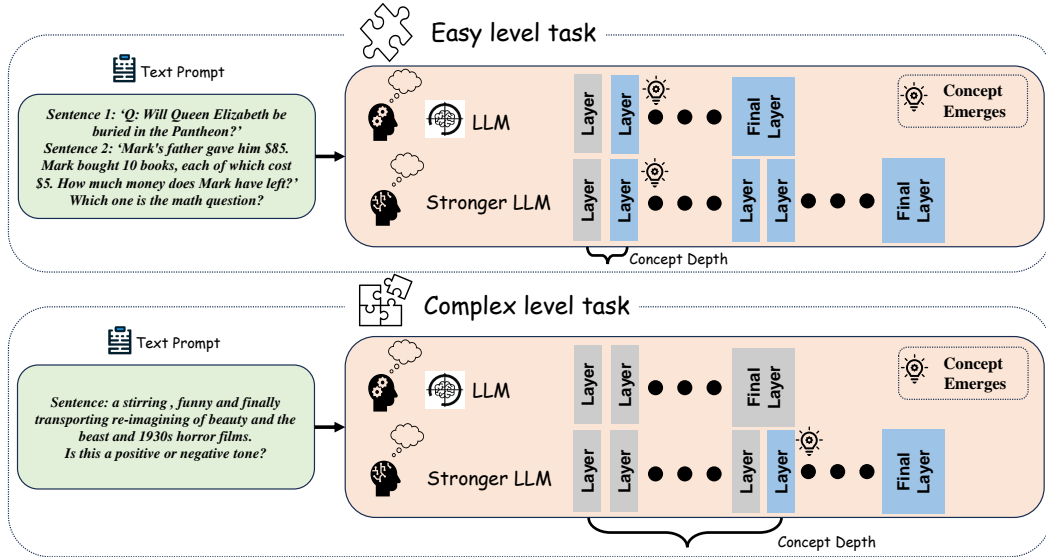 Easy level task
Text Prompt
Sentence 1: ‘Q: Will Queen Elizabeth be
buried in the Pantheon?’
Sentence 2: ‘Mark's father gave him $85.
Mark bought 10 books, each of which cost
$5. How much money does Mark have left?’
Which one is the math question?
LLM
Layer
Layer
Final
Layer
Concept
Emerges
Stronger LLM
Layer
Layer
Layer
Layer
Final
Layer
Concept Depth
Complex level task
Text Prompt
Sentence: a stirring , funny and finally
transporting re-imagining of beauty and the
beast and 1930s horror films.
Is this a positive or negative tone?
LLM
Layer
Layer
Final
Layer
Concept
Emerges
Stronger LLM
Layer
Layer
Layer
Layer
Final
Layer
Concept Depth